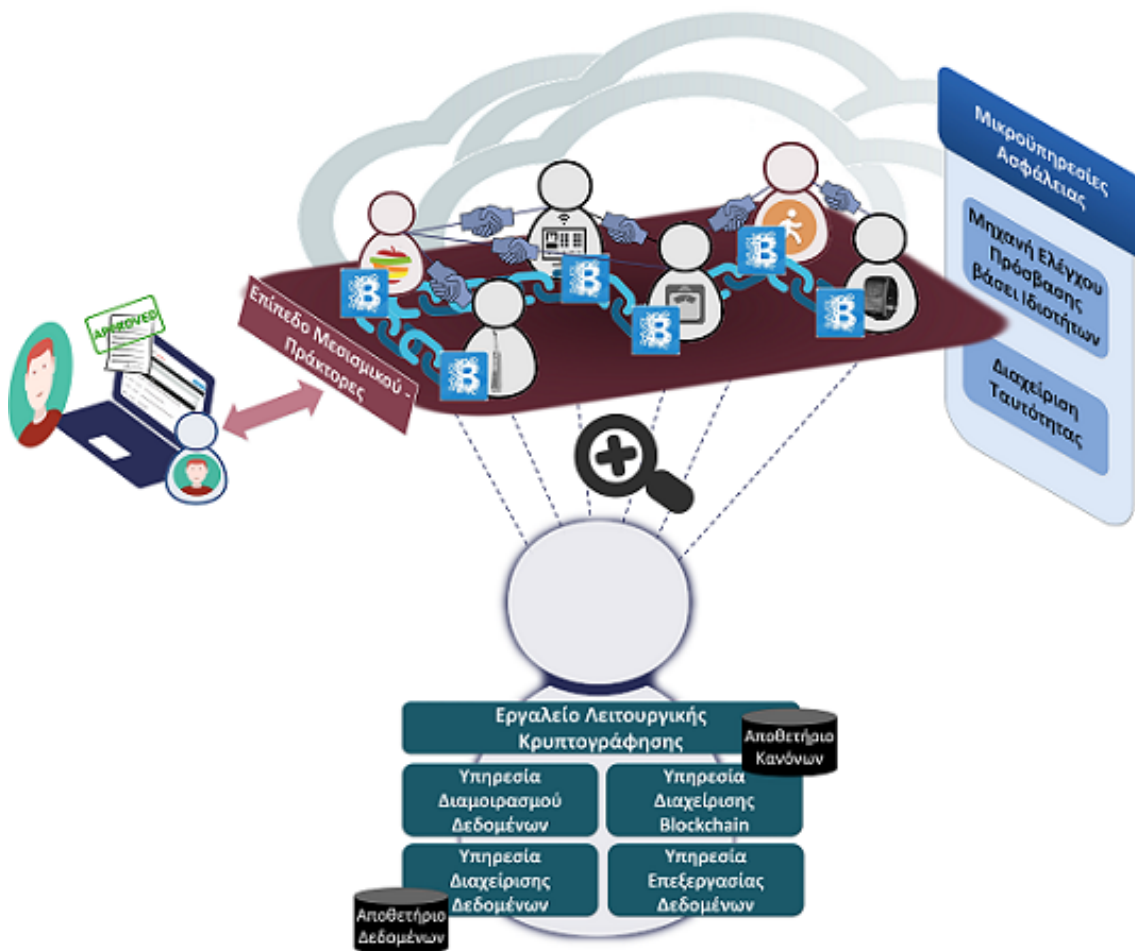 Μικροϋπηρεσίες
Ασφάλειας
Μηχανή Ελέγχου
Πρόσβασης
βάσει Ιδιοτήτων
Διαχείριση
Ταυτότητας
APPROVED
Επίπεδο Μεσισμικού -
Πράκτορες
Εργαλείο Λειτουργικής
Κρυπτογράφησης
Αποθετήριο
Κανόνων
Υπηρεσία
Διαμοιρασμού
Δεδομένων
Υπηρεσία
Διαχείρισης
Blockchain
Υπηρεσία
Διαχείρισης
Δεδομένων
Υπηρεσία
Επεξεργασίας
Δεδομένων
Αποθετήριο
Δεδομένων